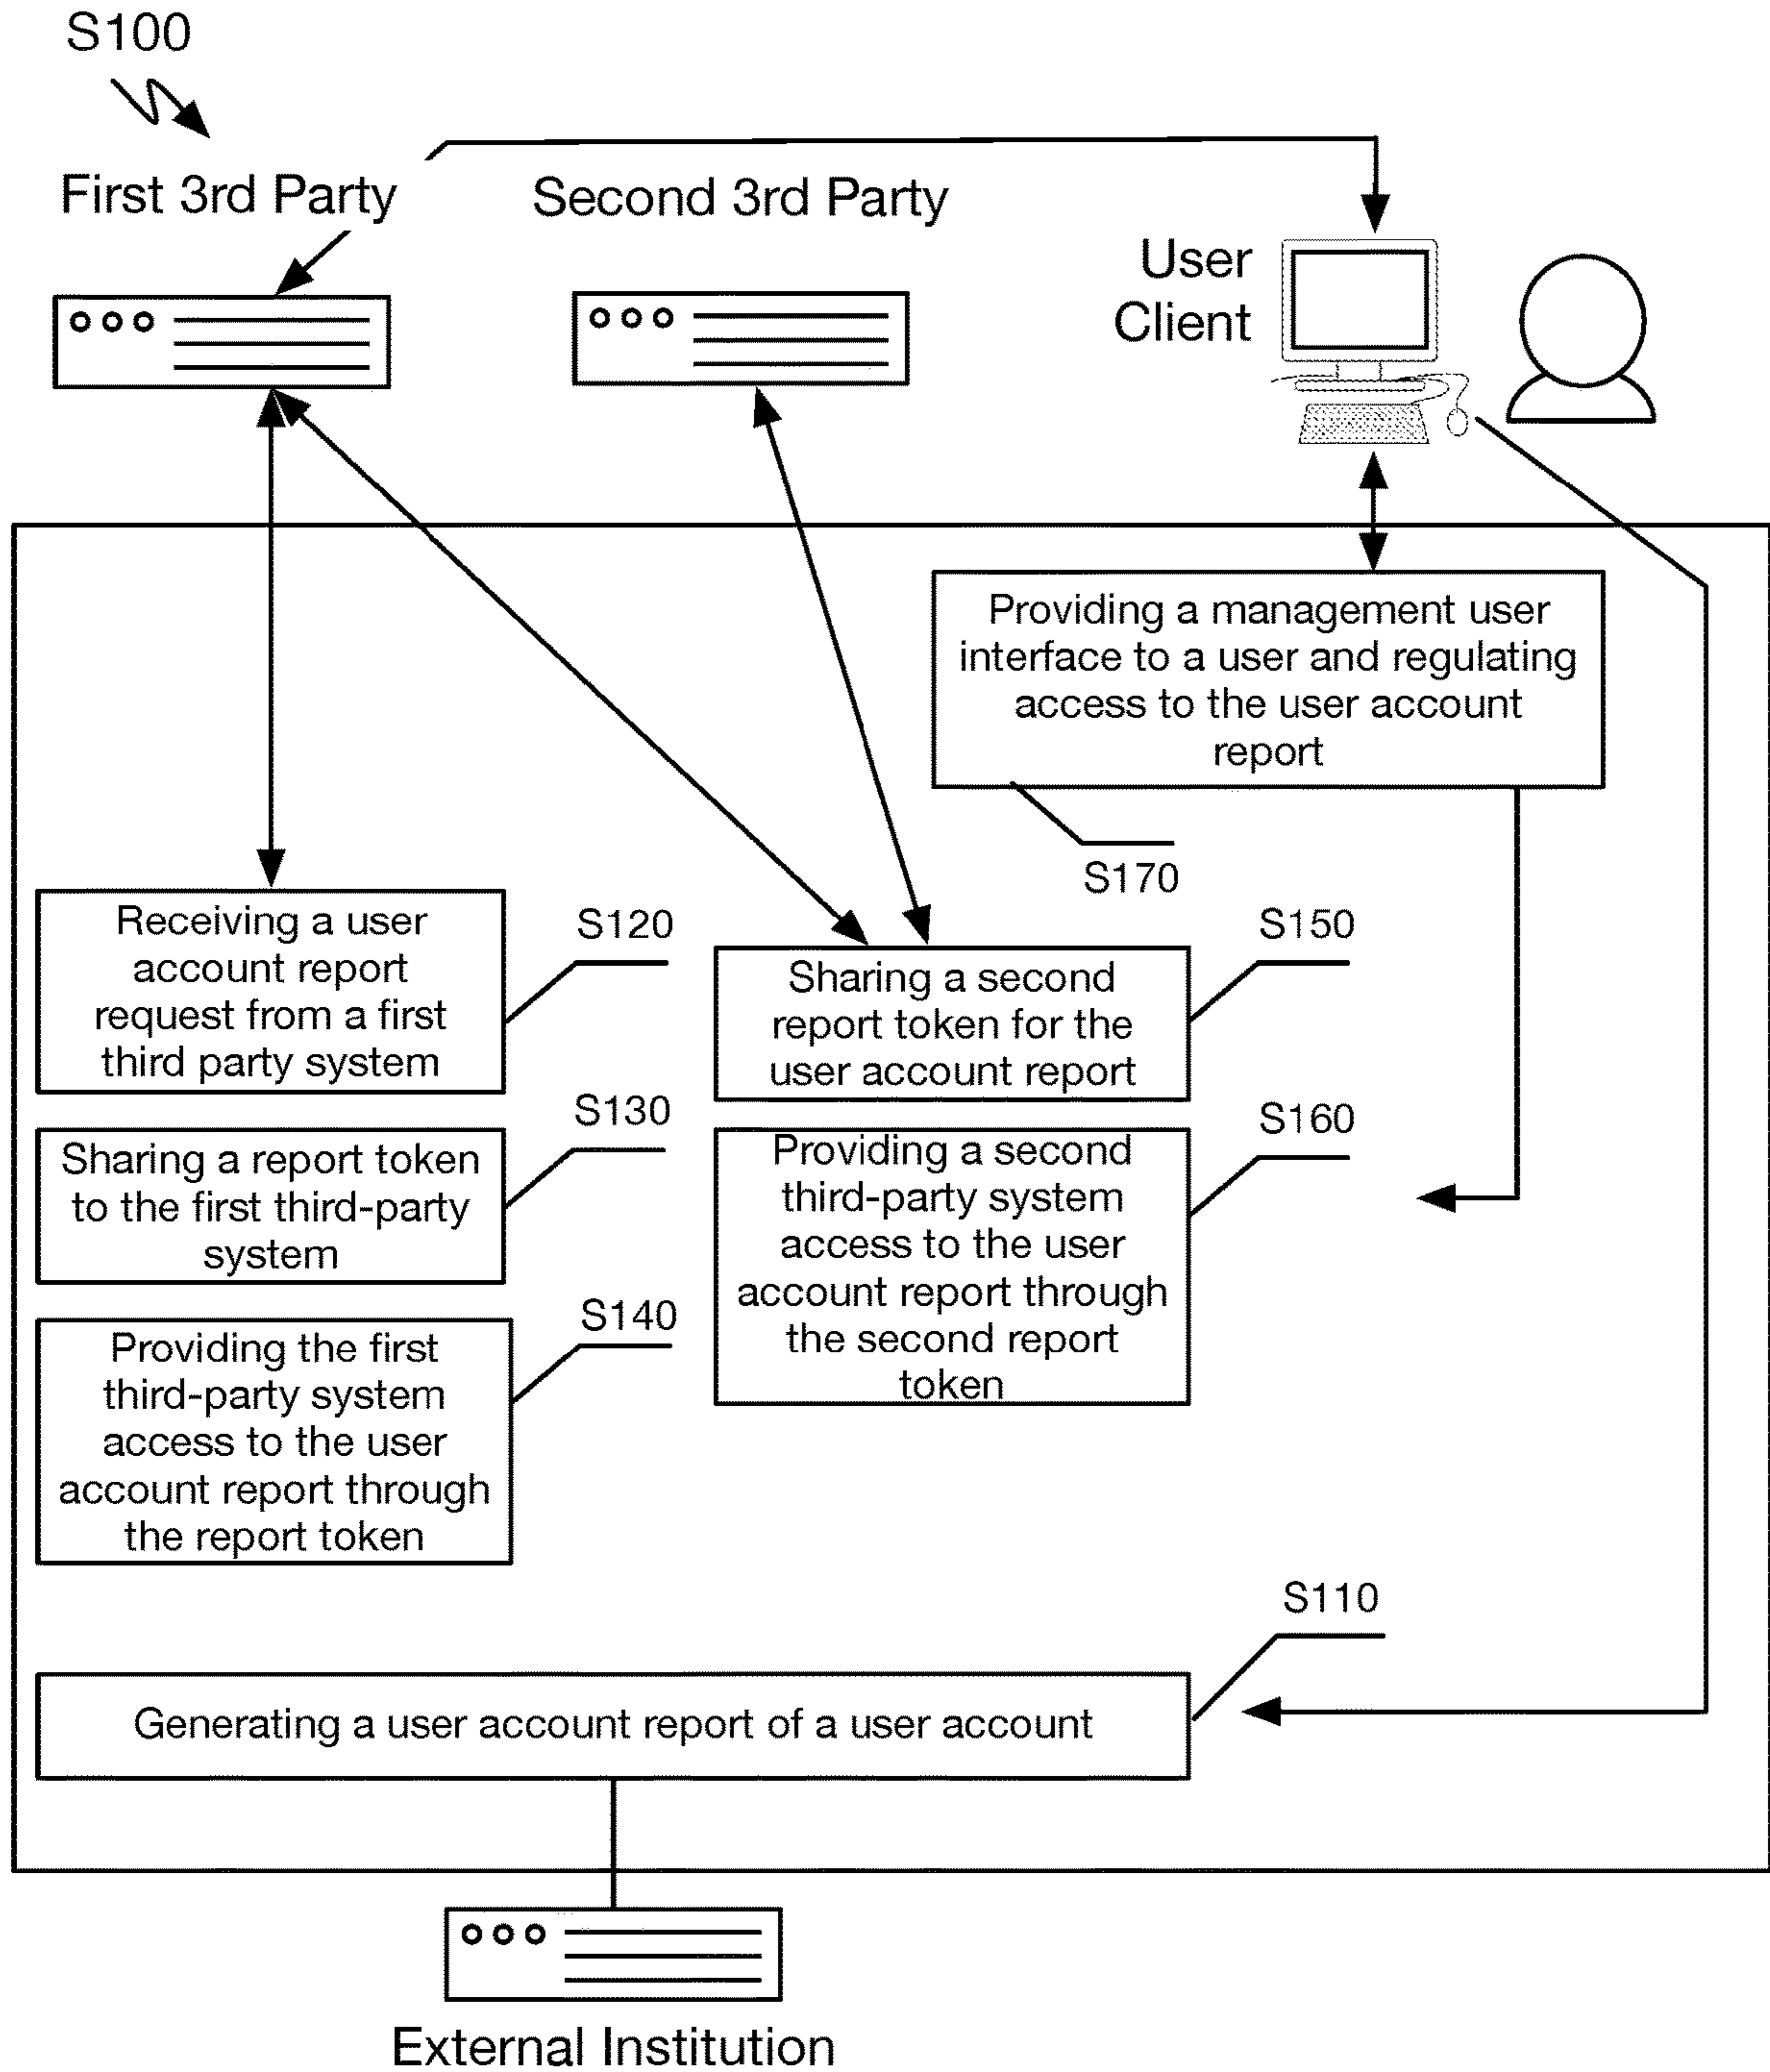 S100
First 3rd Party
Second 3rd Party
User
Client
Providing a management user
interface to a user and regulating
access to the user account
report
S170
Receiving a user
account report
request from a first
third party system
S120
Sharing a second
report token for the
user account report
S150
Sharing a report token
to the first third-party
system
S130
Providing a second
third-party system
access to the user
account report through
the second report
token
S160
Providing the first
third-party system
access to the user
account report through
the report token
S140
S110
Generating a user account report of a user account
External Institution